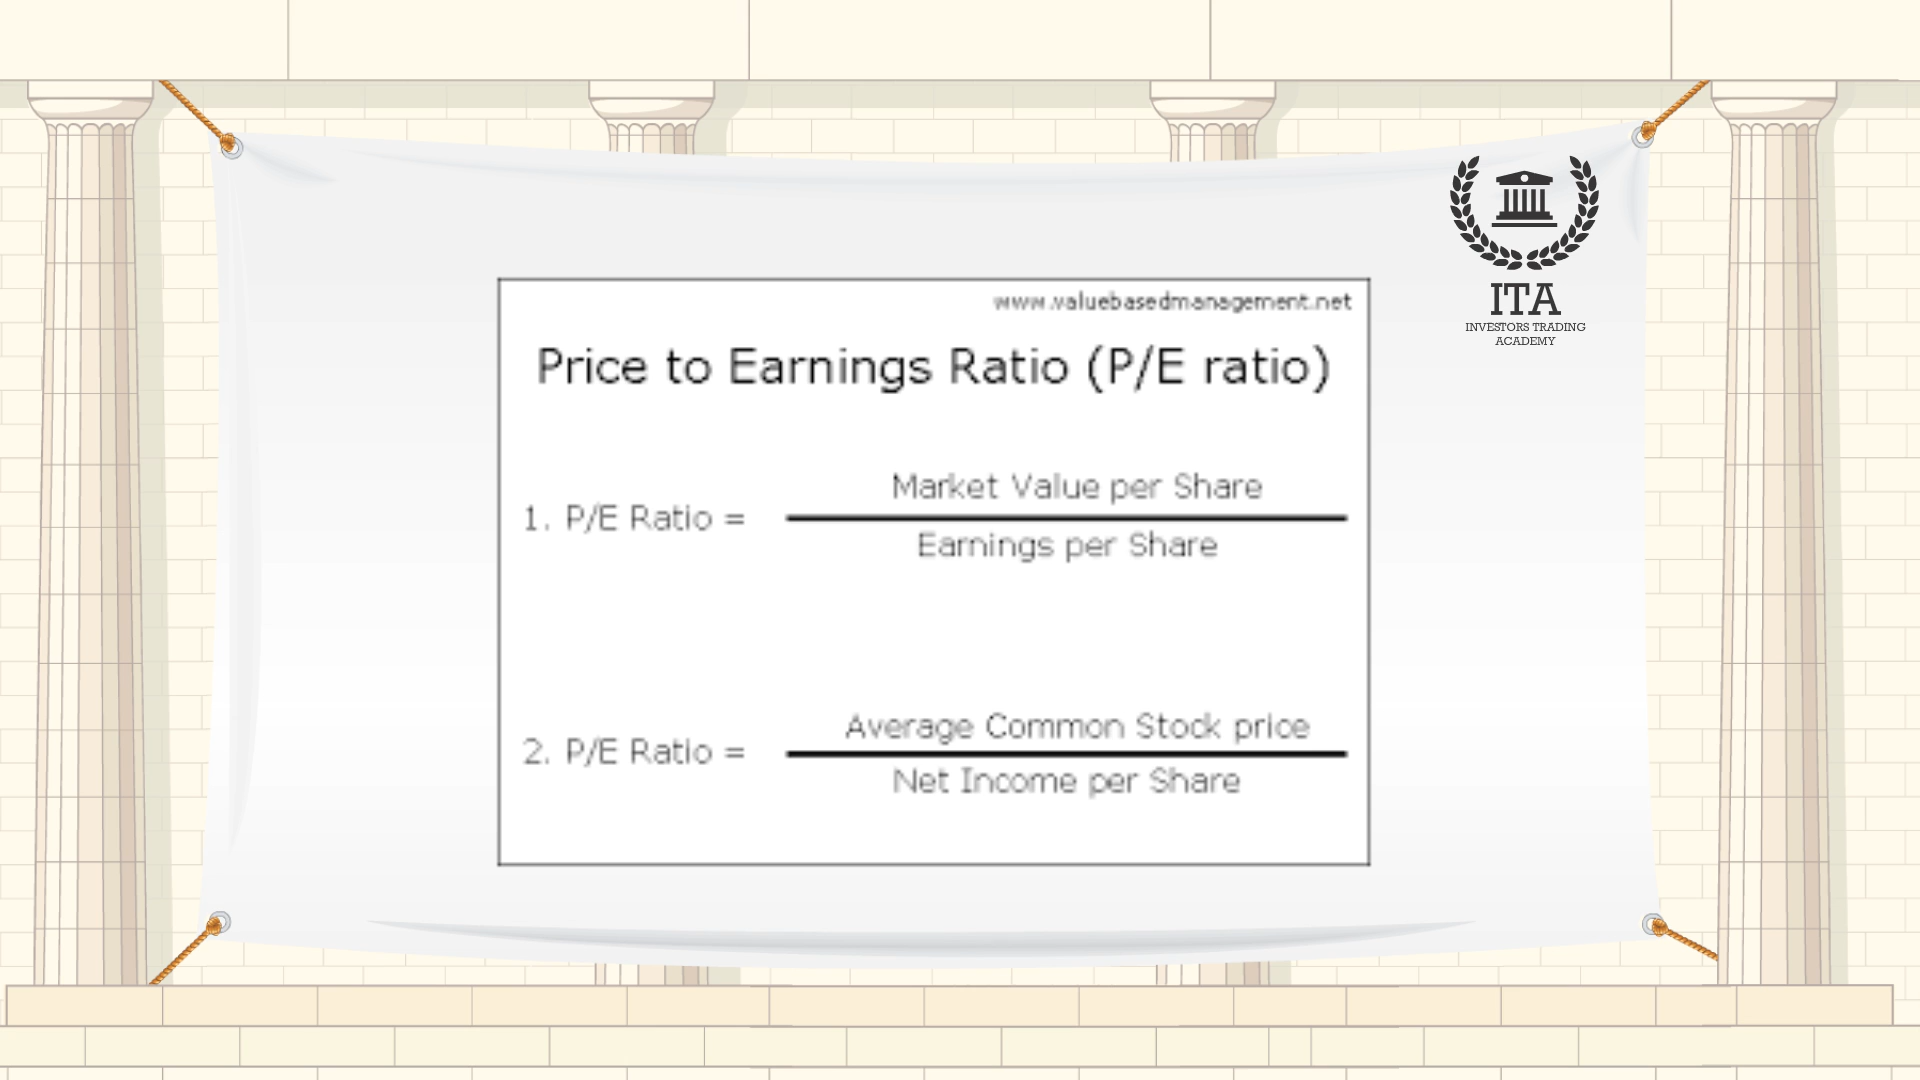 ITA
INVESTORS TRADING
ACADEMY
www.valuebasedmanagement.net
Price to Earnings Ratio (P/E ratio)
1. P/E Ratio =
Market Value per Share
Earnings per Share
2. P/E Ratio =
Average Common Stock price
Net Income per Share